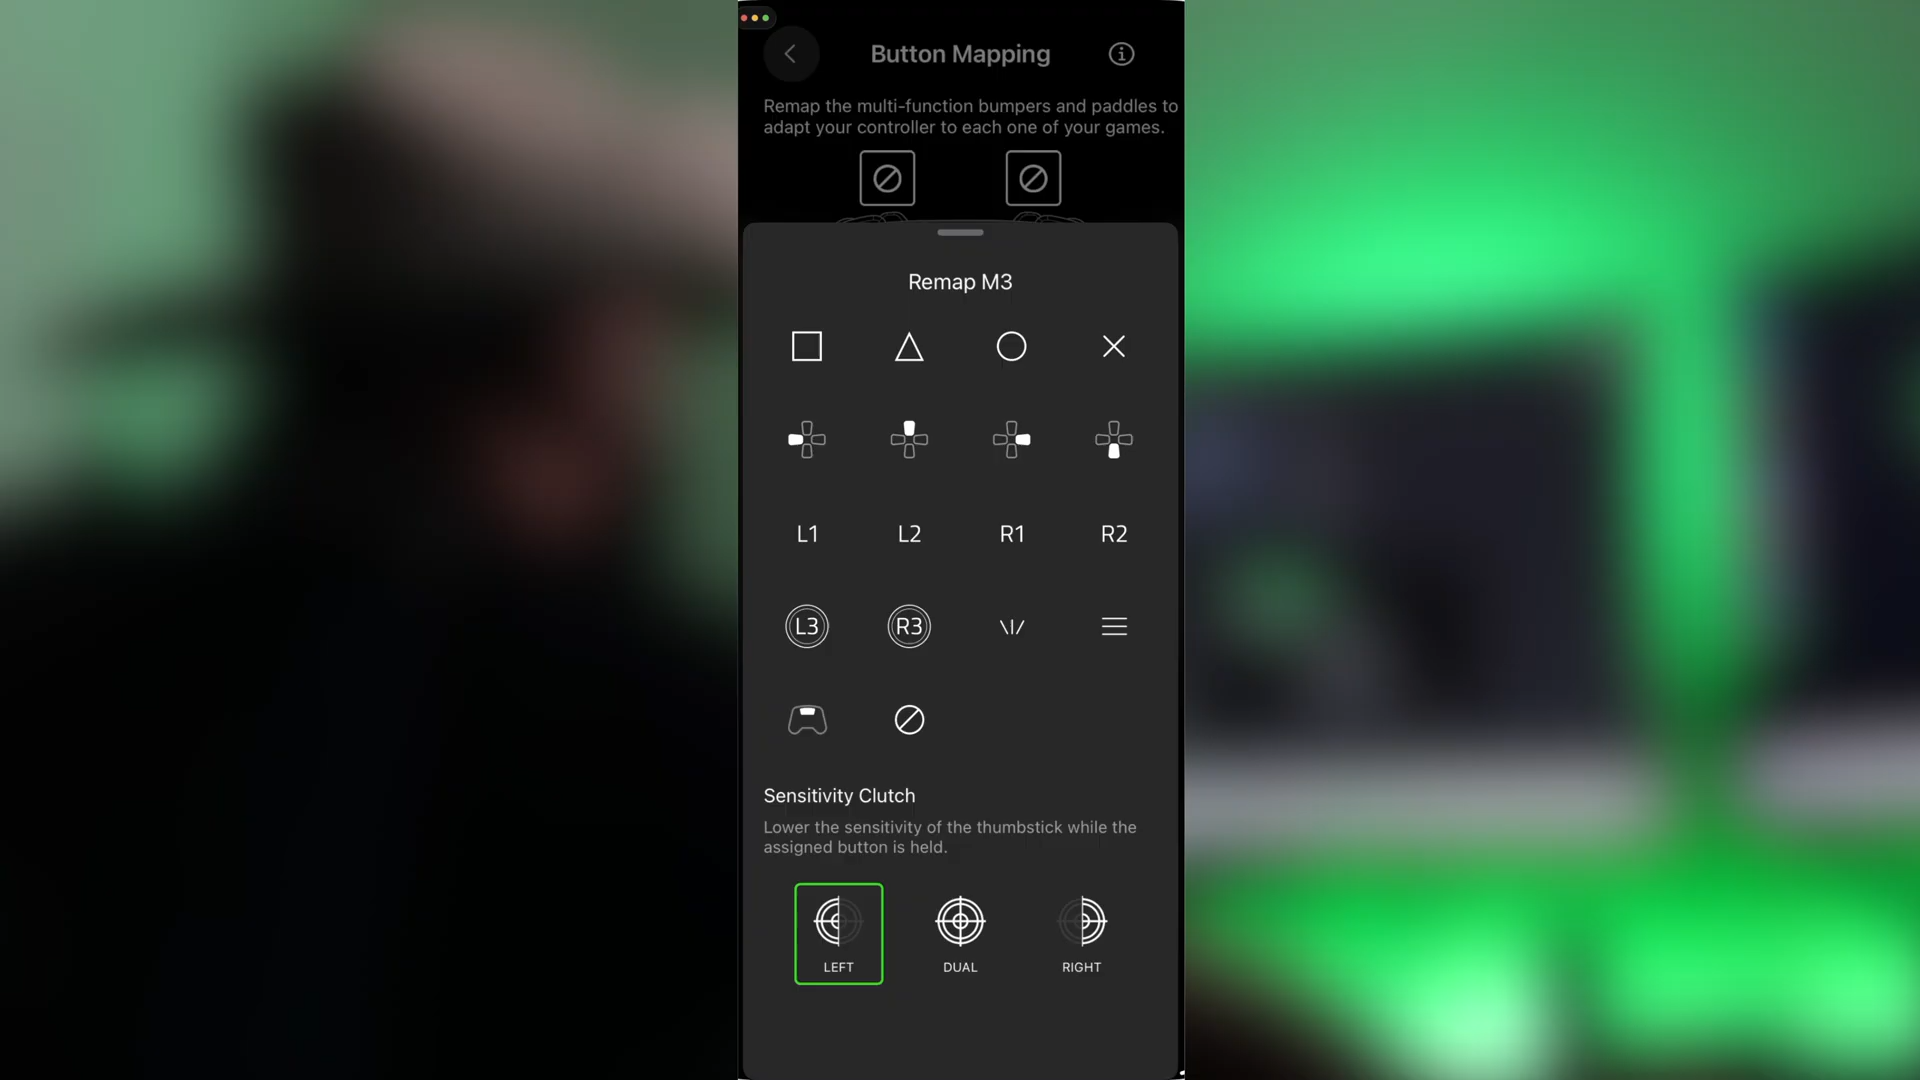 Button Mapping
Remap the multi-function bumpers and paddles to
adapt your controller to each one of your games.
Remap M3
L1 L2 R1 R2
L3 R3
Sensitivity Clutch
Lower the sensitivity of the thumbstick while the
assigned button is held.
LEFT DUAL RIGHT